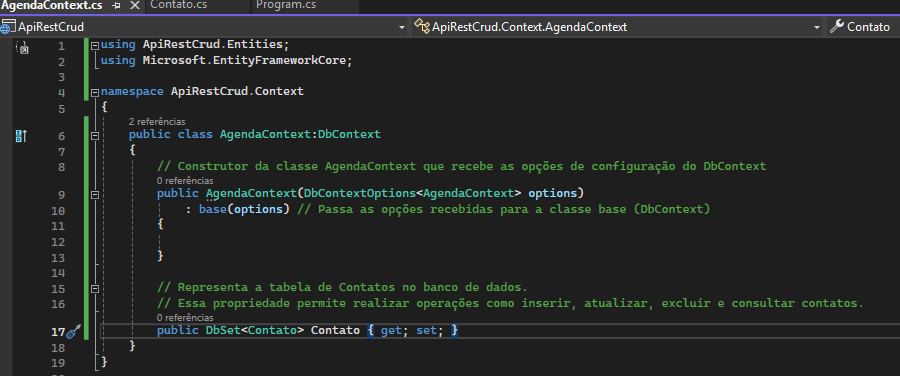 AgendaContext.cs Contato.cs Program.cs
ApiRestCrud ApiRestCrud.Context.AgendaContext Contato
1 using ApiRestCrud.Entities;
2 using Microsoft.EntityFrameworkCore;
3
4 namespace ApiRestCrud.Context
5 {
2 referências
6 public class AgendaContext:DbContext
7 {
8 // Construtor da classe AgendaContext que recebe as opções de configuração do DbContext
0 referências
9 public AgendaContext(DbContextOptions<AgendaContext> options)
10 : base(options) // Passa as opções recebidas para a classe base (DbContext)
11 {
12
13 }
14
15 // Representa a tabela de Contatos no banco de dados.
16 // Essa propriedade permite realizar operações como inserir, atualizar, excluir e consultar contatos.
0 referências
17 public DbSet<Contato> Contato { get; set; }
18 }
19 }